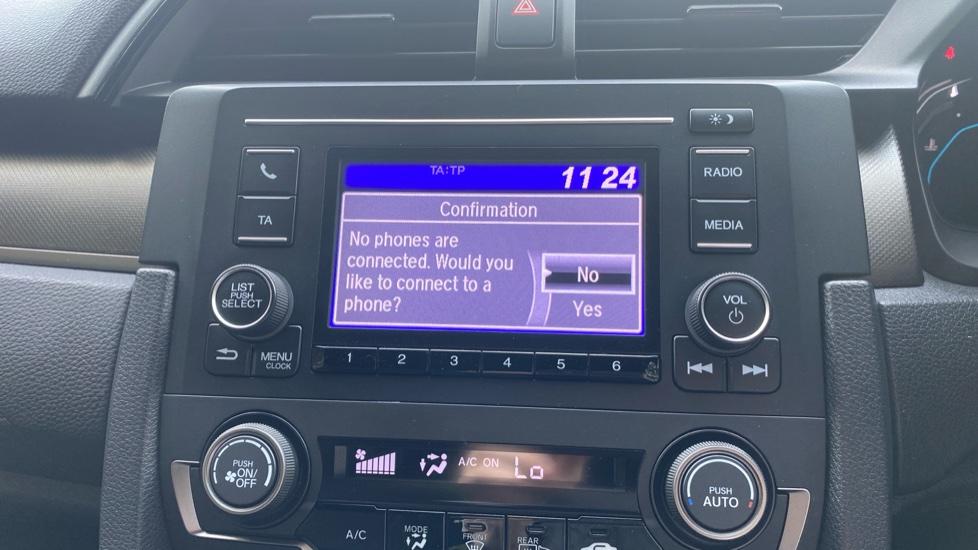 TA:TP
11 24
Confirmation
No phones are
connected. Would you
like to connect to a
phone?
No
Yes
TA
LIST
PUSH
SELECT
MENU
CLOCK
RADIO
MEDIA
VOL
1 2 3 4 5 6
PUSH
ON/
OFF
A/C ON Lo
PUSH
AUTO
A/C
MODE
FRONT
REAR